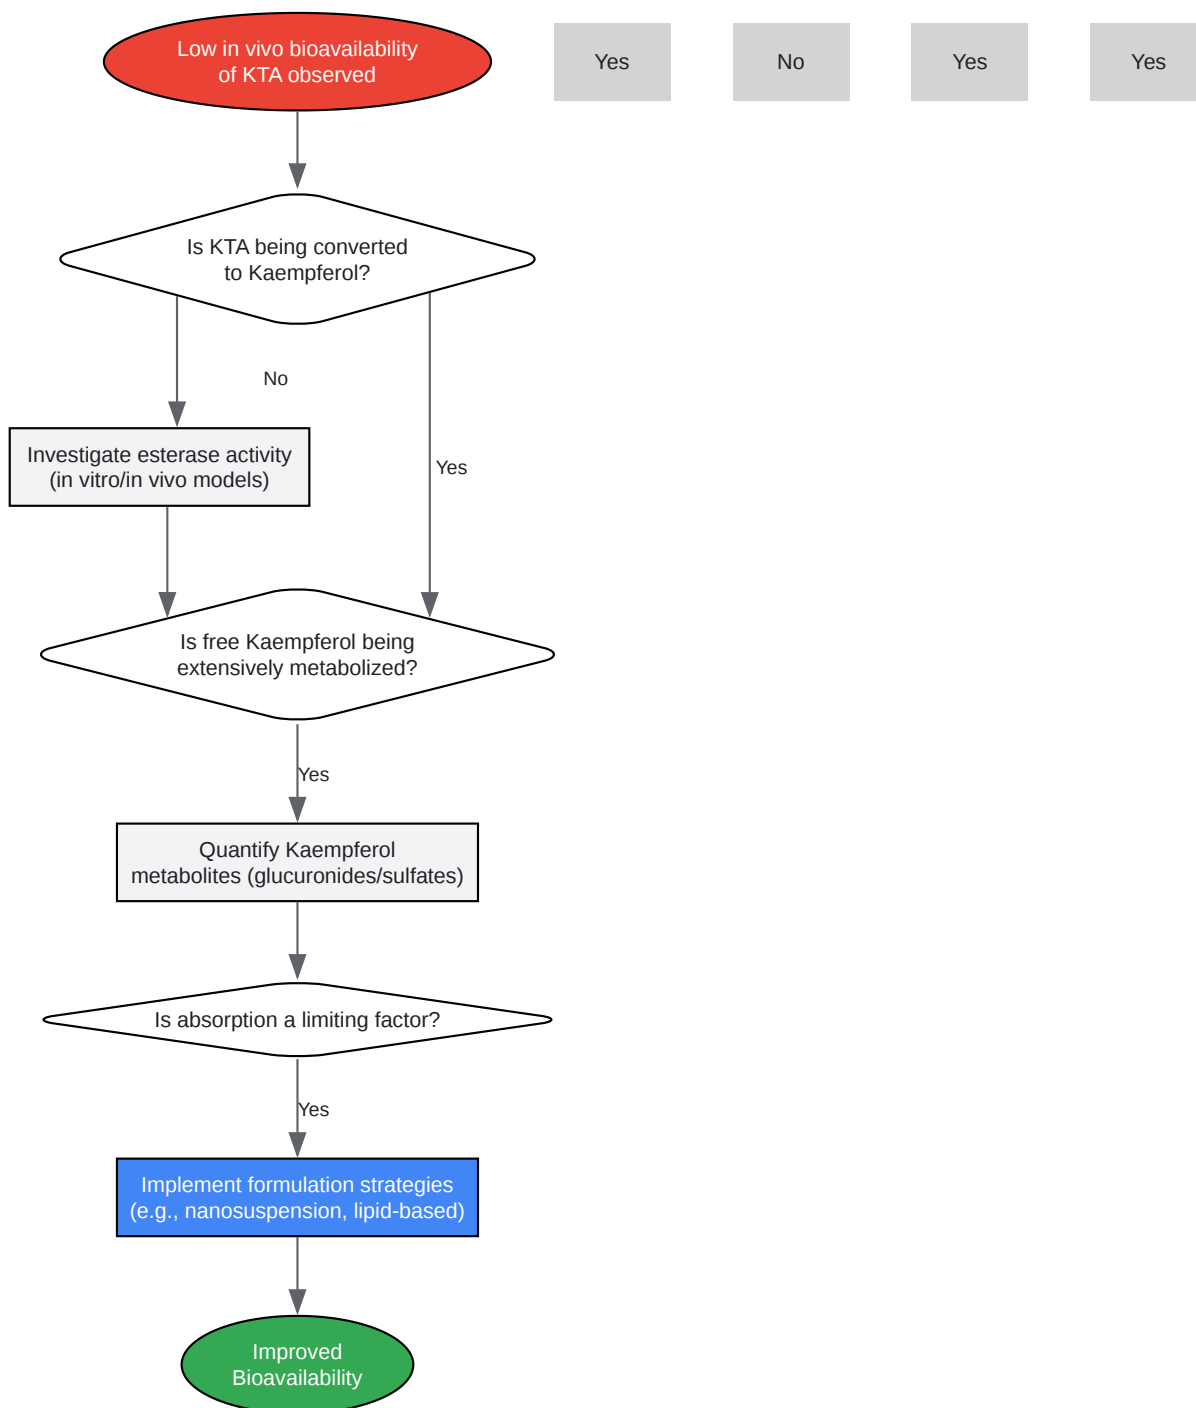 Low in vivo bioavailability
of KTA observed
Yes
No
Yes
Yes
Is KTA being converted
to Kaempferol?
No
Investigate esterase activity
(in vitro/in vivo models)
Yes
Is free Kaempferol being
extensively metabolized?
Yes
Quantify Kaempferol
metabolites (glucuronides/sulfates)
Is absorption a limiting factor?
Yes
Implement formulation strategies
(e.g., nanosuspension, lipid-based)
Improved
Bioavailability